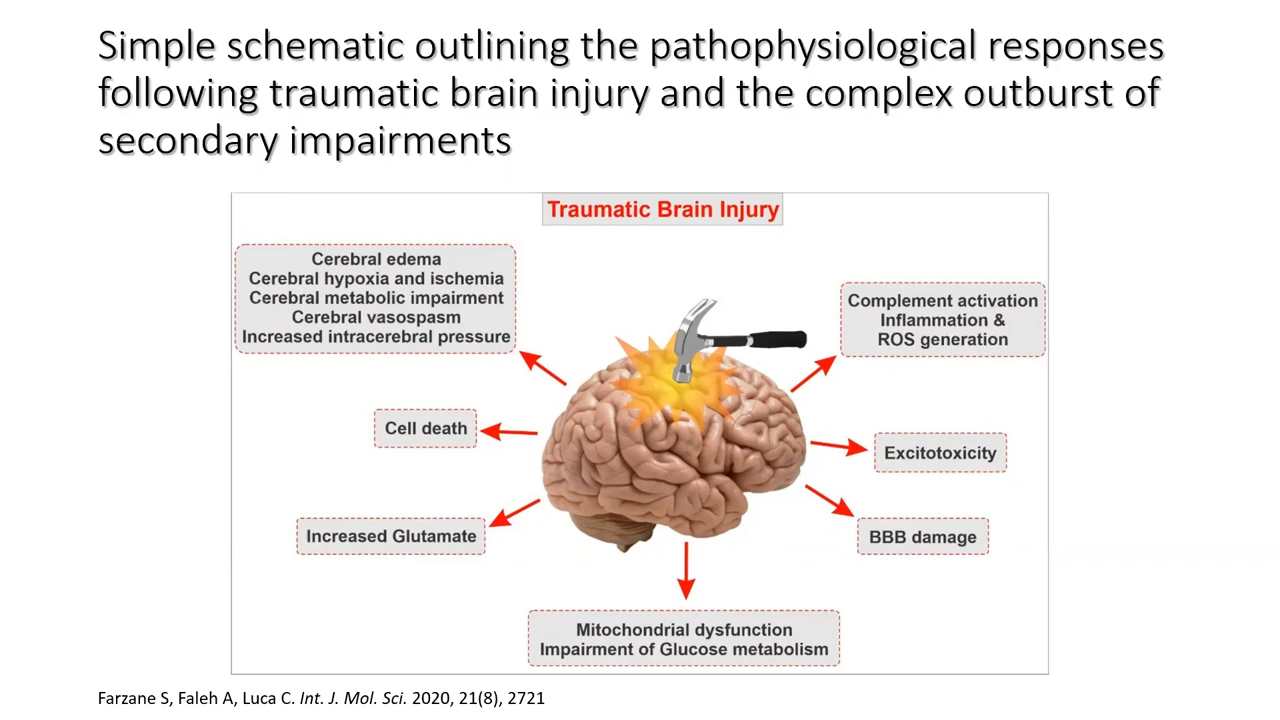 Simple schematic outlining the pathophysiological responses
following traumatic brain injury and the complex outburst of
secondary impairments
Traumatic Brain Injury
Cerebral edema
Cerebral hypoxia and ischemia
Cerebral metabolic impairment
Cerebral vasospasm
Increased intracerebral pressure
Complement activation
Inflammation &
ROS generation
Cell death
Excitotoxicity
Increased Glutamate
BBB damage
Mitochondrial dysfunction
Impairment of Glucose metabolism
Farzane S, Faleh A, Luca C. Int. J. Mol. Sci. 2020, 21(8), 2721